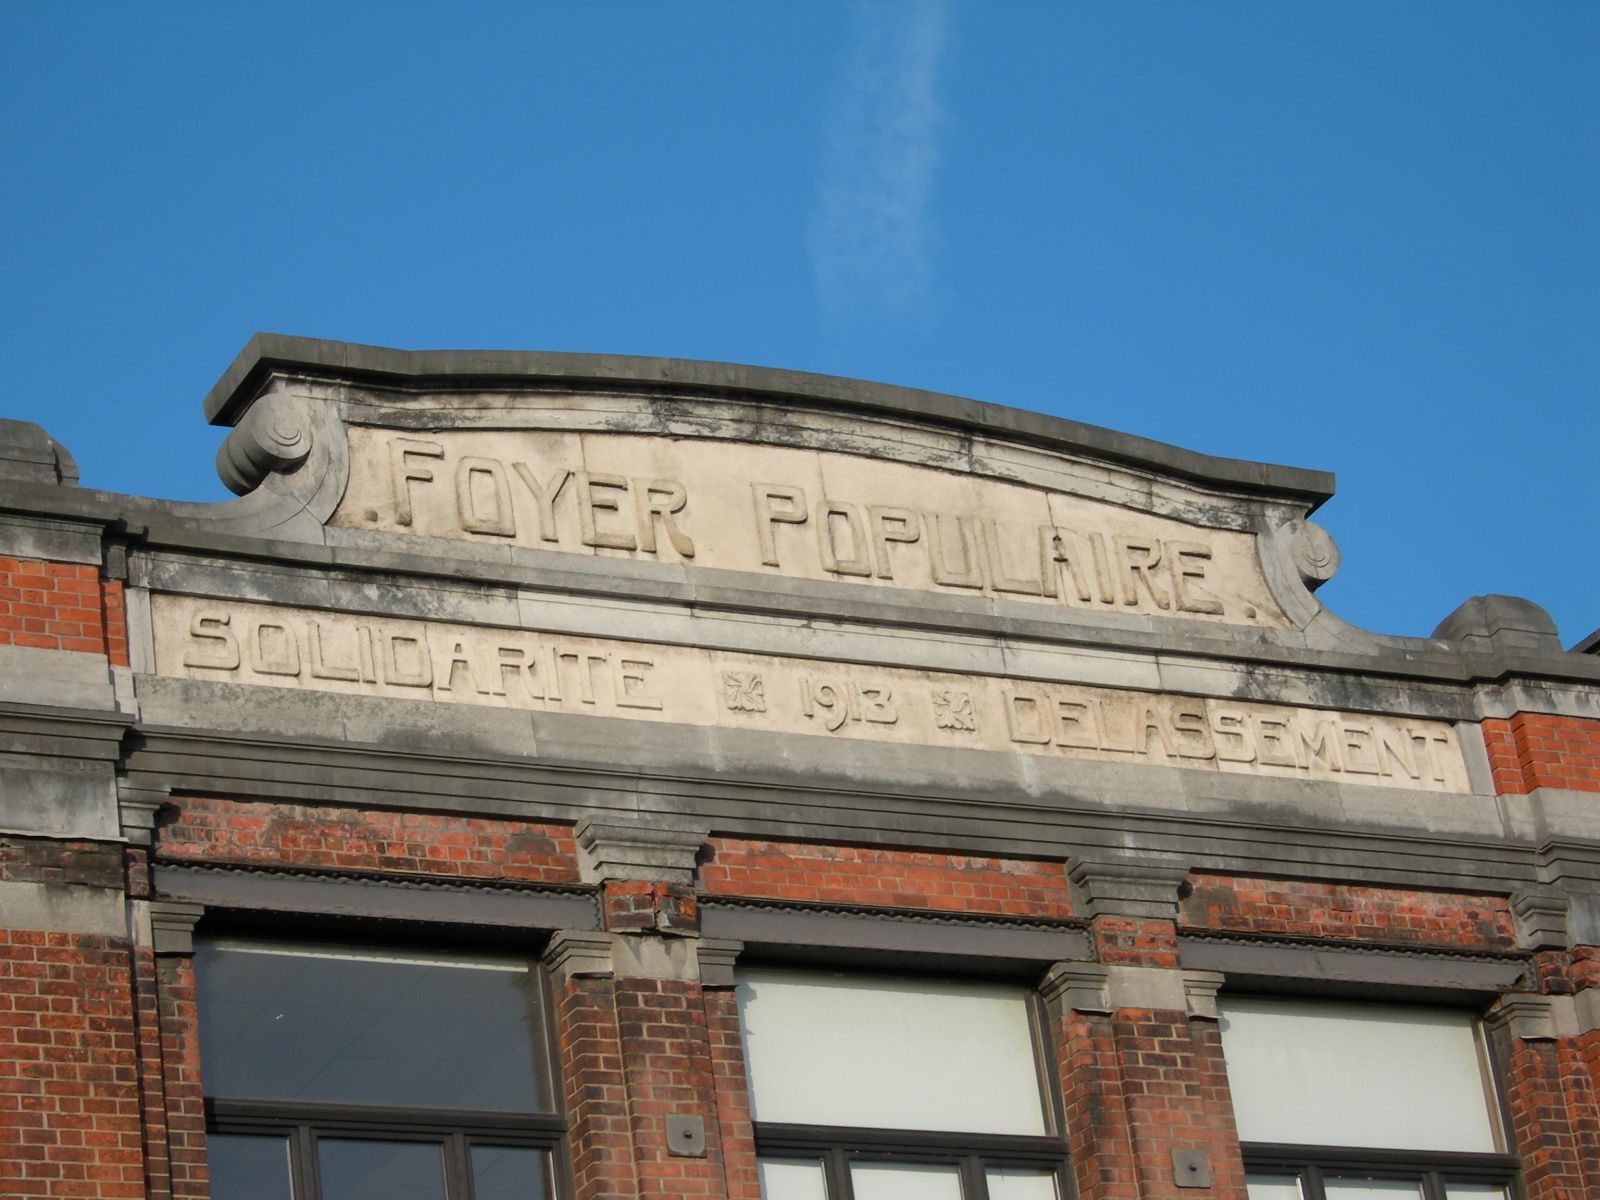 .FOYER POPULAIRE.
SOLIDARITE 1913 DELASSEMENT